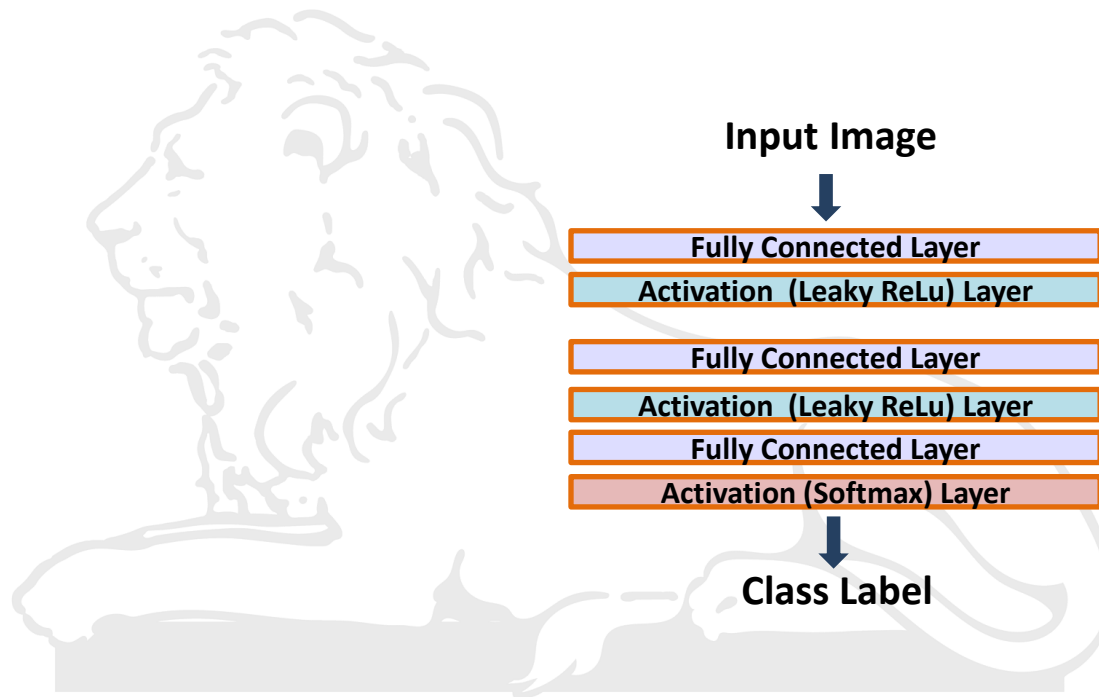 Input Image
Fully Connected Layer
Activation (Leaky ReLu) Layer
Fully Connected Layer
Activation (Leaky ReLu) Layer
Fully Connected Layer
Activation (Softmax) Layer
Class Label